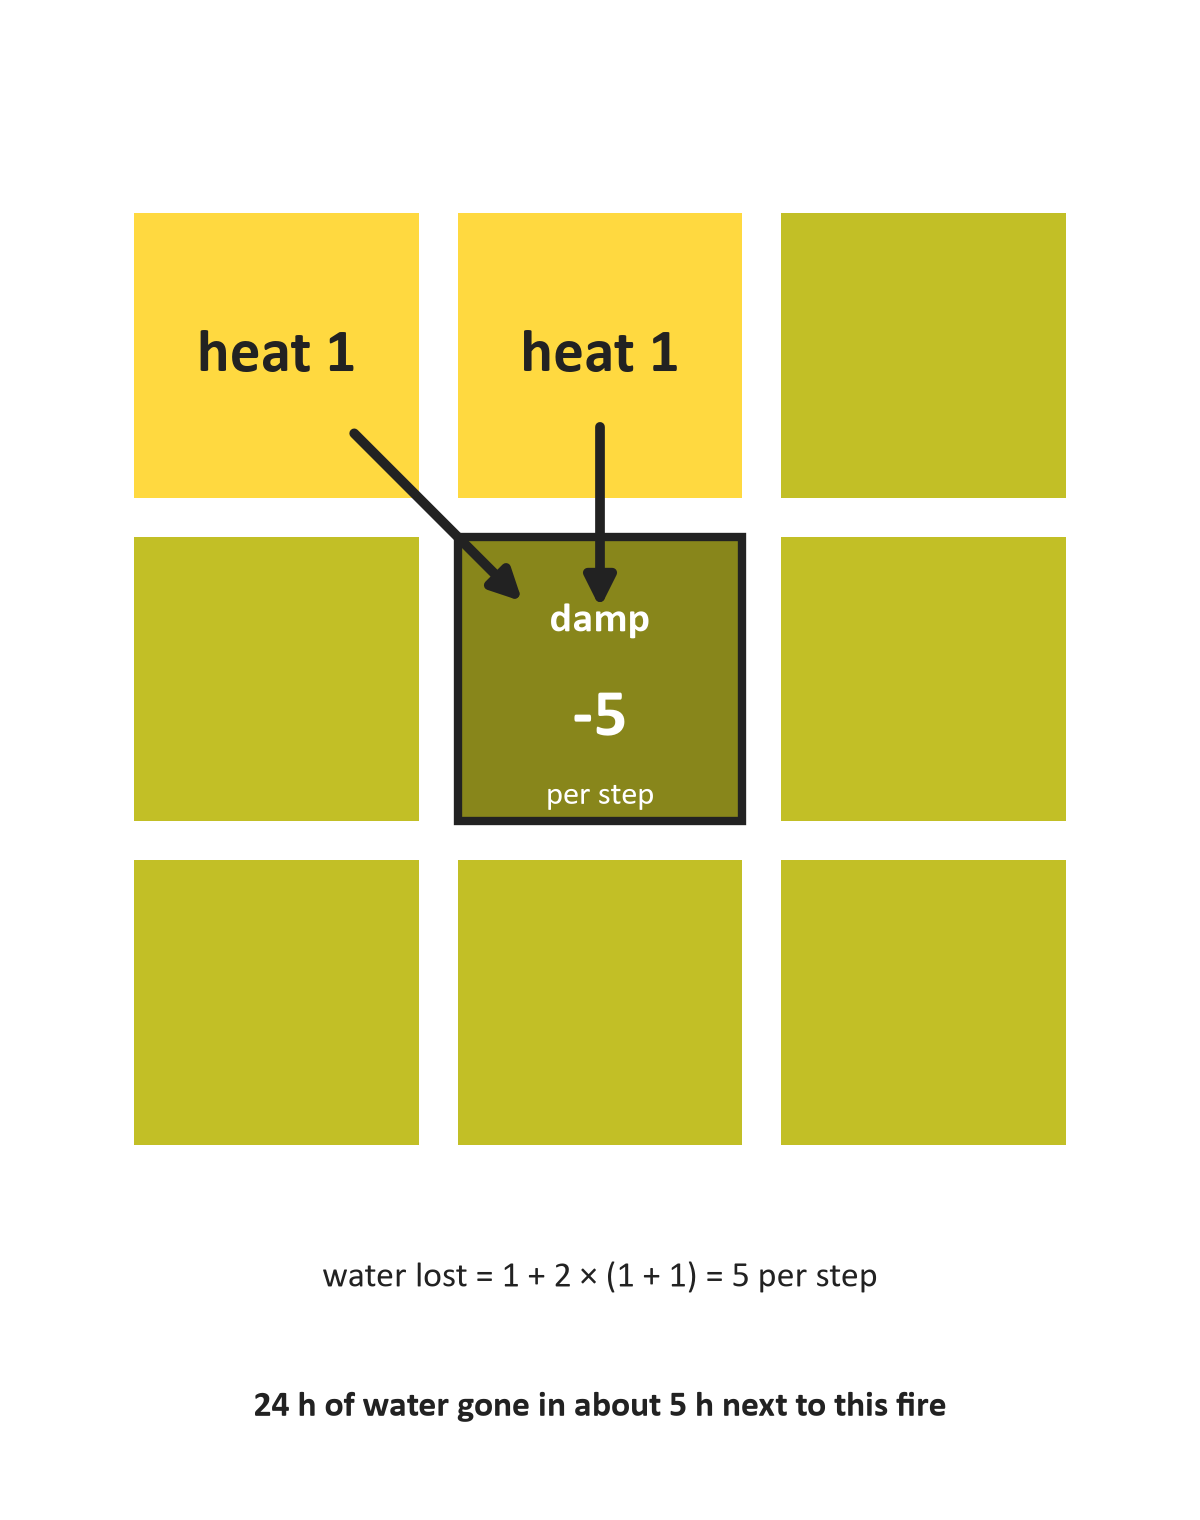 heat 1 heat 1
damp
-5
per step
water lost = 1 + 2 × (1 + 1) = 5 per step
24 h of water gone in about 5 h next to this fire